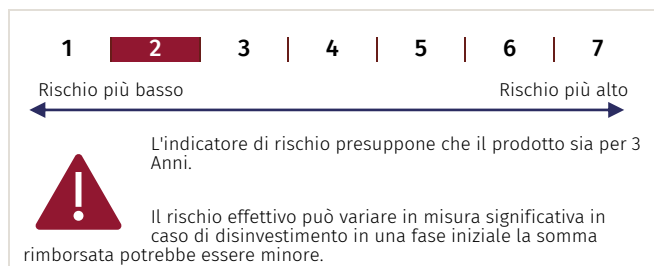 1 2 3 4 5 6 7
Rischio più basso Rischio più alto
L'indicatore di rischio presuppone che il prodotto sia per 3
Anni.
Il rischio effettivo può variare in misura significativa in
caso di disinvestimento in una fase iniziale la somma
rimborsata potrebbe essere minore.